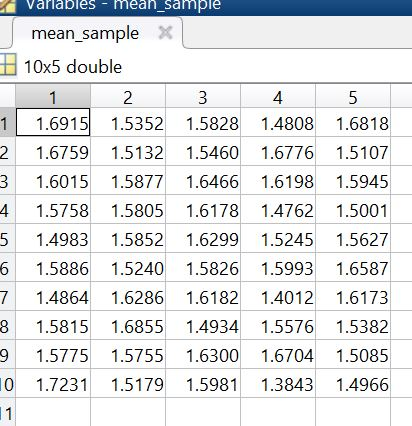 Variables - mean_sample
mean_sample
10x5 double
1 2 3 4 5
1 1.6915 1.5352 1.5828 1.4808 1.6818
2 1.6759 1.5132 1.5460 1.6776 1.5107
3 1.6015 1.5877 1.6466 1.6198 1.5945
4 1.5758 1.5805 1.6178 1.4762 1.5001
5 1.4983 1.5852 1.6299 1.5245 1.5627
6 1.5886 1.5240 1.5826 1.5993 1.6587
7 1.4864 1.6286 1.6182 1.4012 1.6173
8 1.5815 1.6855 1.4934 1.5576 1.5382
9 1.5775 1.5755 1.6300 1.6704 1.5085
10 1.7231 1.5179 1.5981 1.3843 1.4966
11